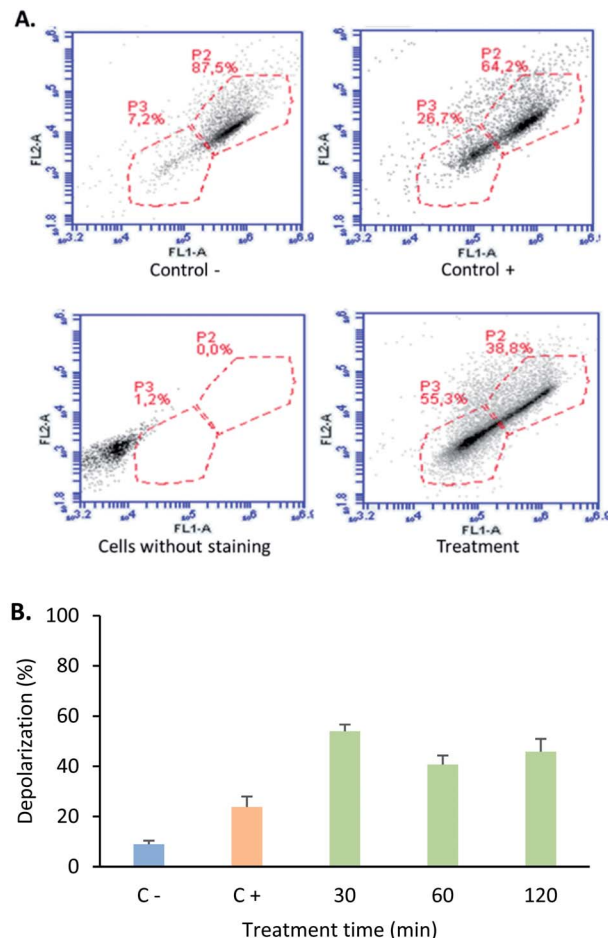 A.
P2
87,5%
P3
7,2%
FL2-A
FL1-A
Control -
P2
64,2%
P3
26,7%
FL2-A
FL1-A
Control +
P2
0,0%
P3
1,2%
FL2-A
FL1-A
Cells without staining
P2
38,8%
P3
55,3%
FL2-A
FL1-A
Treatment
B.
Depolarization (%)
100
80
60
40
20
0
C - C + 30 60 120
Treatment time (min)